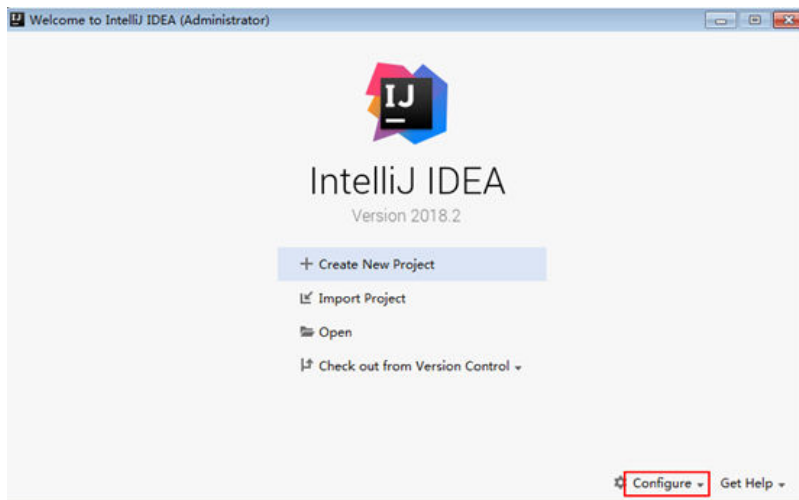 Welcome to IntelliJ IDEA (Administrator)
IJ
IntelliJ IDEA
Version 2018.2
Create New Project
Import Project
Open
Check out from Version Control
Configure Get Help